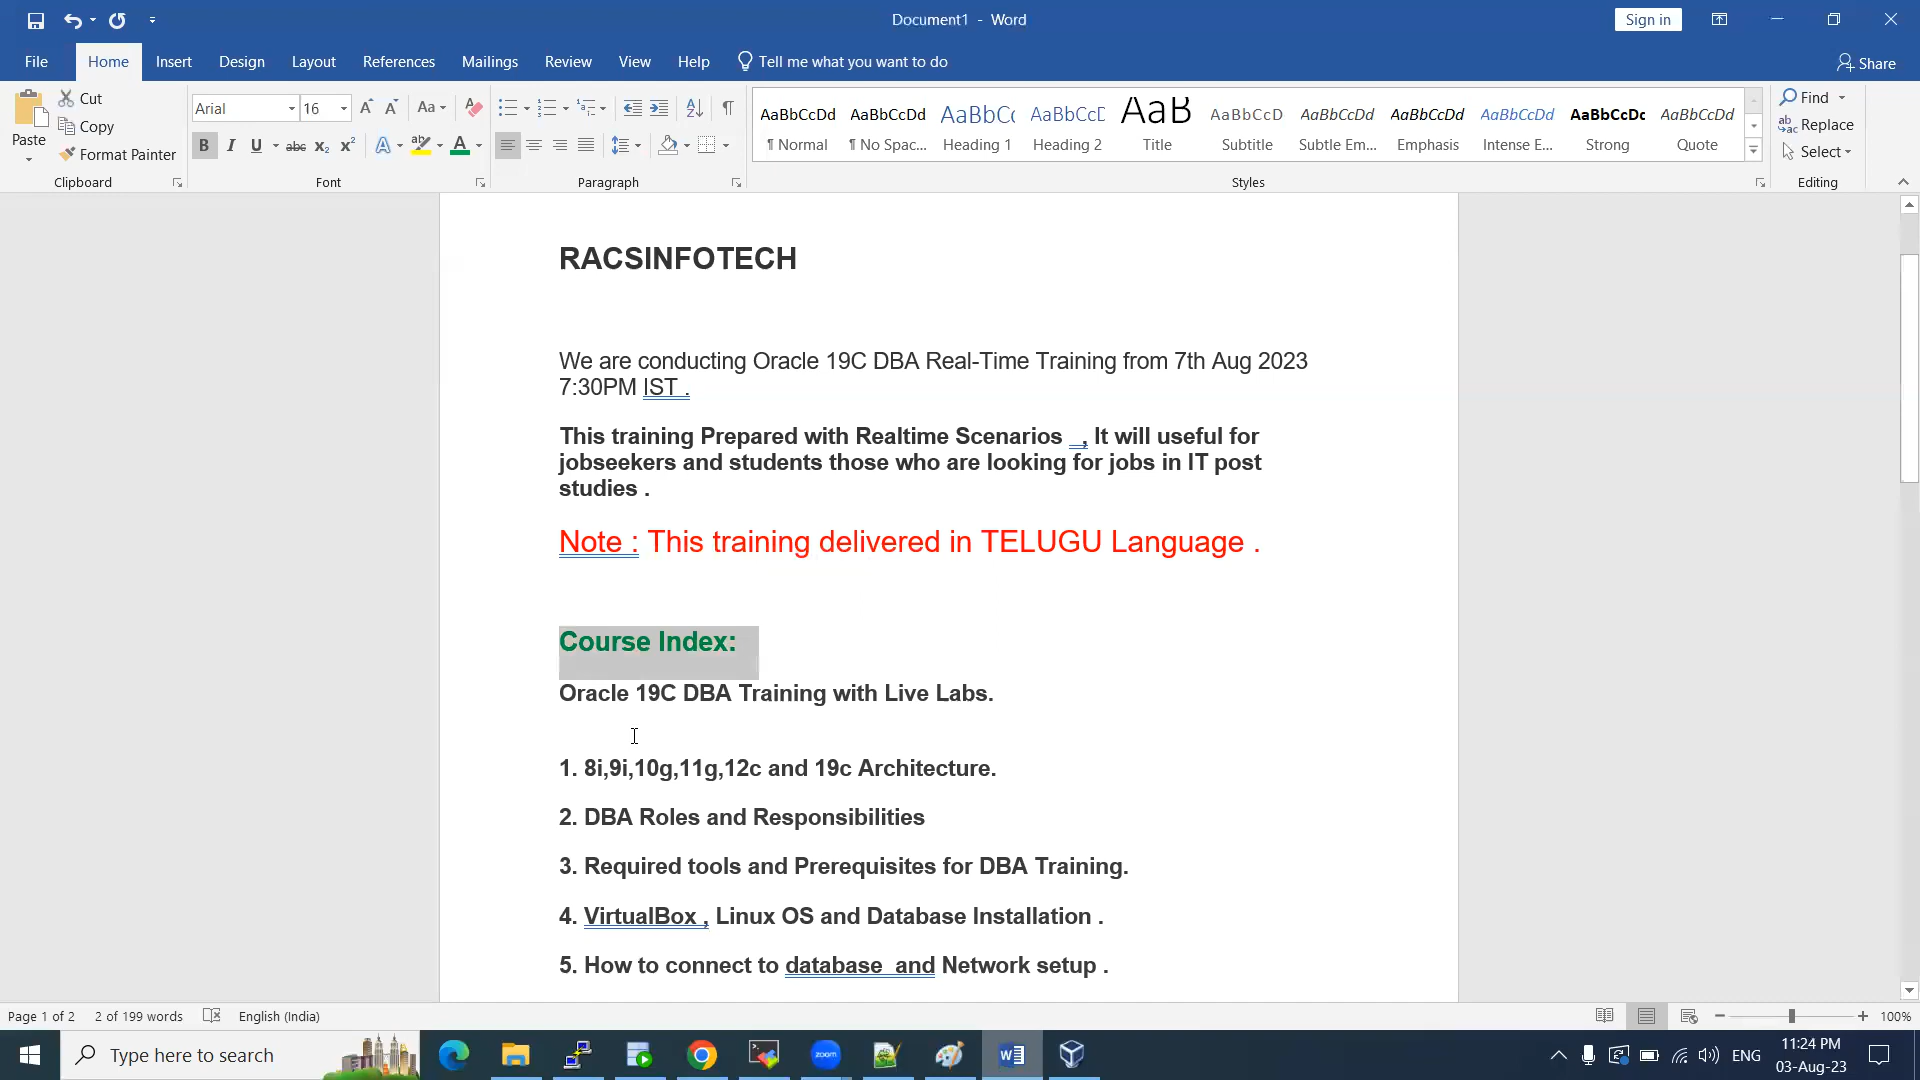 Document1 - Word
Sign in
File Home Insert Design Layout References Mailings Review View Help Tell me what you want to do Share
Paste
Cut
Copy
Format Painter
Clipboard
Arial 16 Aa
B I U abc x₂ x² A A
Font
Paragraph
AaBbCcDd AaBbCcDd AaBbCc AaBbCcD AaB AaBbCcD AaBbCcDd AaBbCcDd AaBbCcDd AaBbCcDc AaBbCcDd
¶ Normal ¶ No Spac... Heading 1 Heading 2 Title Subtitle Subtle Em... Emphasis Intense E... Strong Quote
Styles
Find
Replace
Select
Editing
RACSINFOTECH
We are conducting Oracle 19C DBA Real-Time Training from 7th Aug 2023
7:30PM IST .
This training Prepared with Realtime Scenarios , It will useful for
jobseekers and students those who are looking for jobs in IT post
studies .
Note : This training delivered in TELUGU Language .
Course Index:
Oracle 19C DBA Training with Live Labs.
1. 8i,9i,10g,11g,12c and 19c Architecture.
2. DBA Roles and Responsibilities
3. Required tools and Prerequisites for DBA Training.
4. VirtualBox , Linux OS and Database Installation .
5. How to connect to database and Network setup .
Page 1 of 2 2 of 199 words English (India) 100%
Type here to search
zoom
ENG
11:24 PM
03-Aug-23